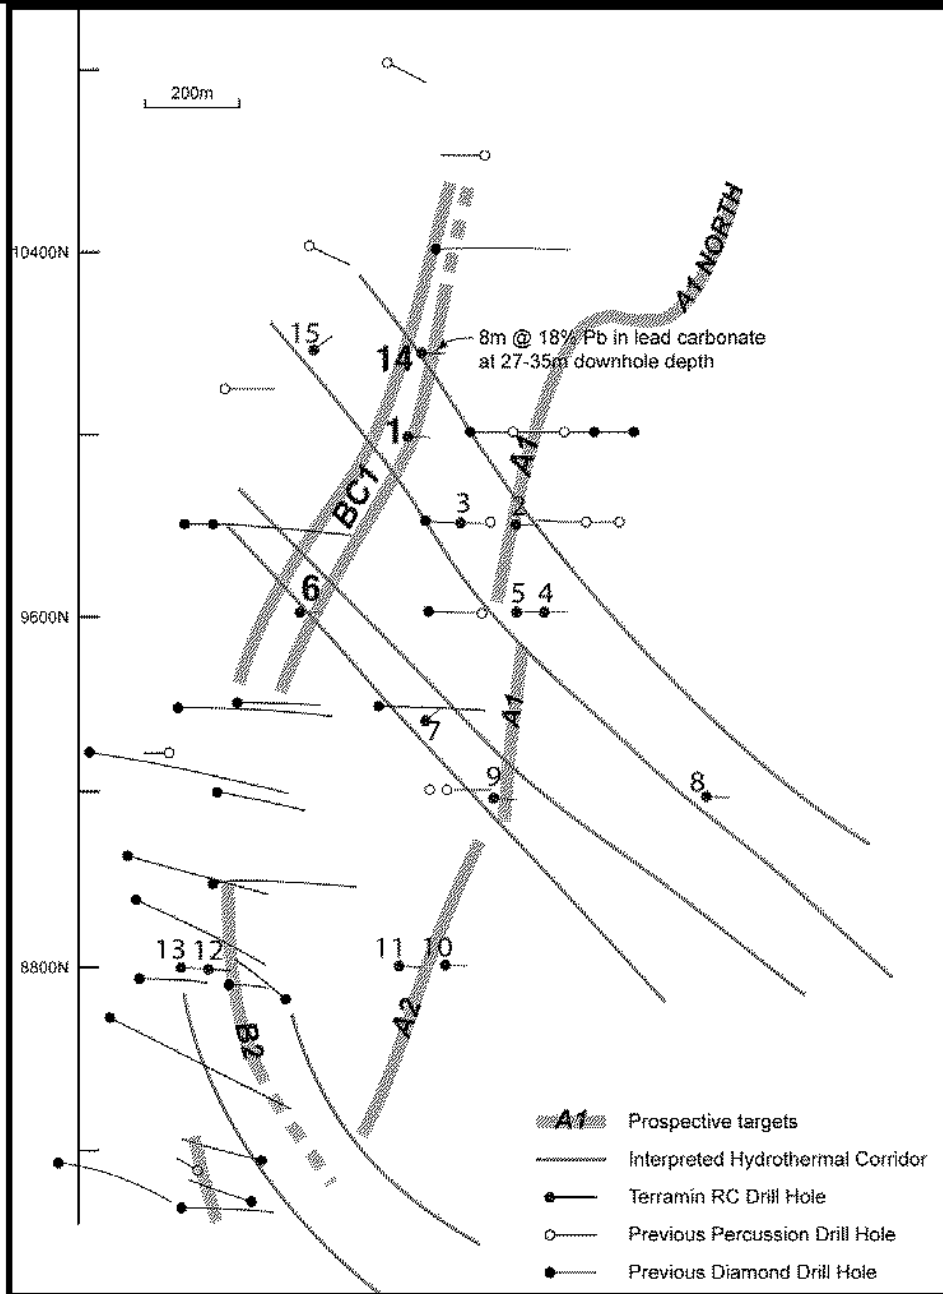 200m
A1 NORTH
10400N
15
14
8m @ 18% Pb in lead carbonate
at 27-35m downhole depth
1
A1
BC1
3
2
6
5 4
9600N
A1
7
9
8
13 12
11 10
8800N
A2
B2
A1 Prospective targets
Interpreted Hydrothermal Corridor
Terramin RC Drill Hole
Previous Percussion Drill Hole
Previous Diamond Drill Hole